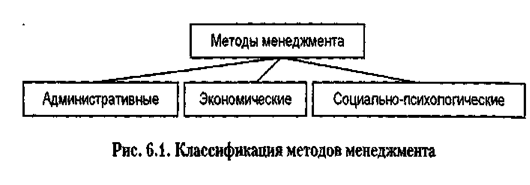 Методы менеджмента
Административные Экономические Социально-психологические
Рис. 6.1. Классификация методов менеджмента